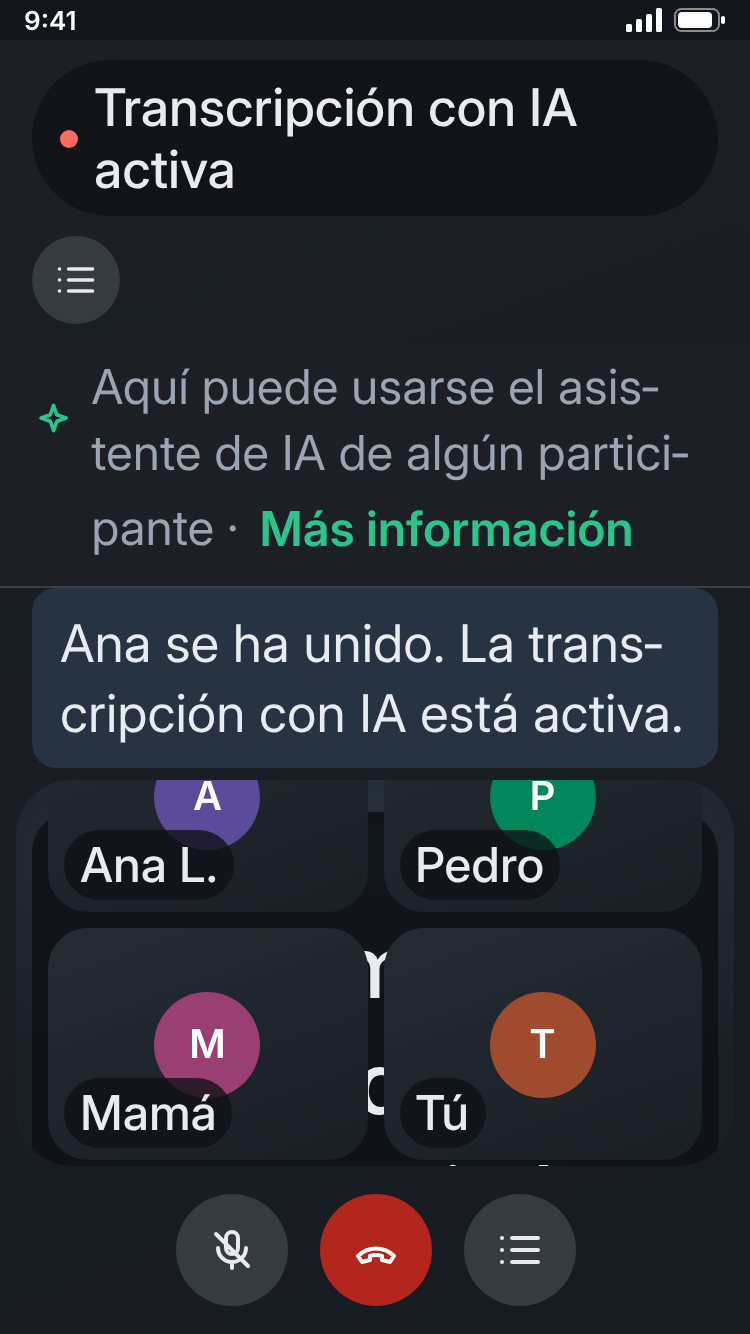 9:41
Transcripción con IA
activa
Aquí puede usarse el asis-
tente de IA de algún partici-
pante · Más información
Ana se ha unido. La trans-
cripción con IA está activa.
A
P
Ana L.
Pedro
M
T
Mamá
Tú